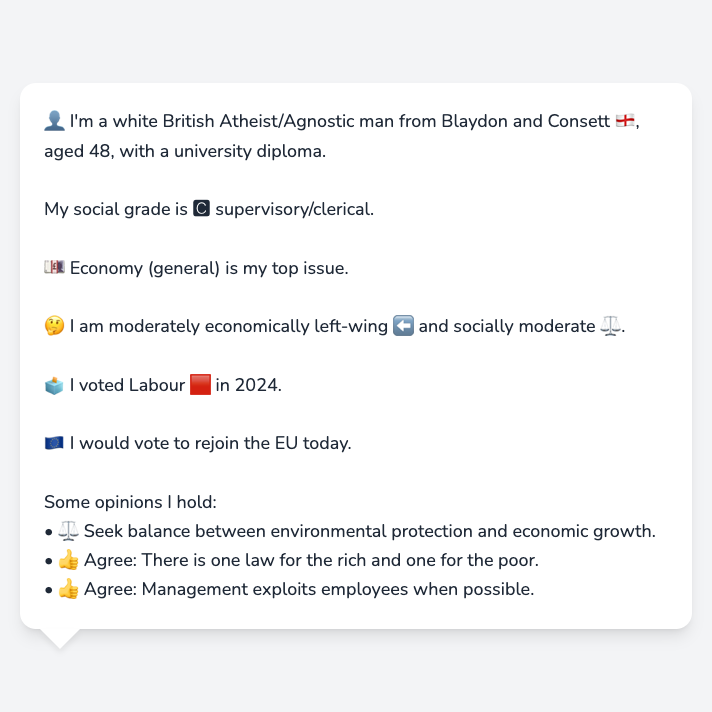 👤 I'm a white British Atheist/Agnostic man from Blaydon and Consett 🏴󠁧󠁢󠁥󠁮󠁧󠁿,
aged 48, with a university diploma.
My social grade is 🅲 supervisory/clerical.
💷 Economy (general) is my top issue.
🤔 I am moderately economically left-wing ⬅️ and socially moderate ⚖️.
🗳️ I voted Labour 🟥 in 2024.
🇪🇺 I would vote to rejoin the EU today.
Some opinions I hold:
• ⚖️ Seek balance between environmental protection and economic growth.
• 👍 Agree: There is one law for the rich and one for the poor.
• 👍 Agree: Management exploits employees when possible.